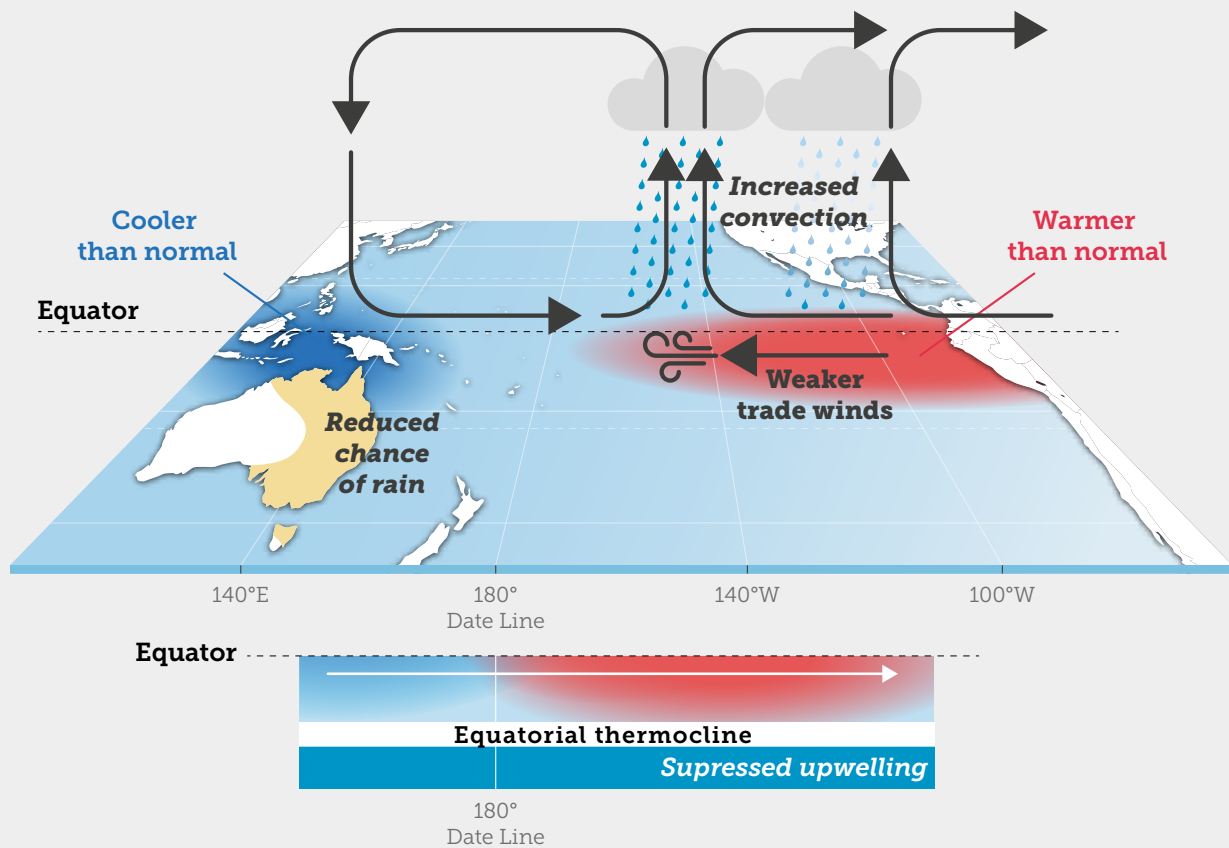 Increased
convection
Cooler
than normal
Warmer
than normal
Equator
Weaker
trade winds
Reduced
chance
of rain
140°E
180°
Date Line
140°W
100°W
Equator
Equatorial thermocline
Supressed upwelling
180°
Date Line